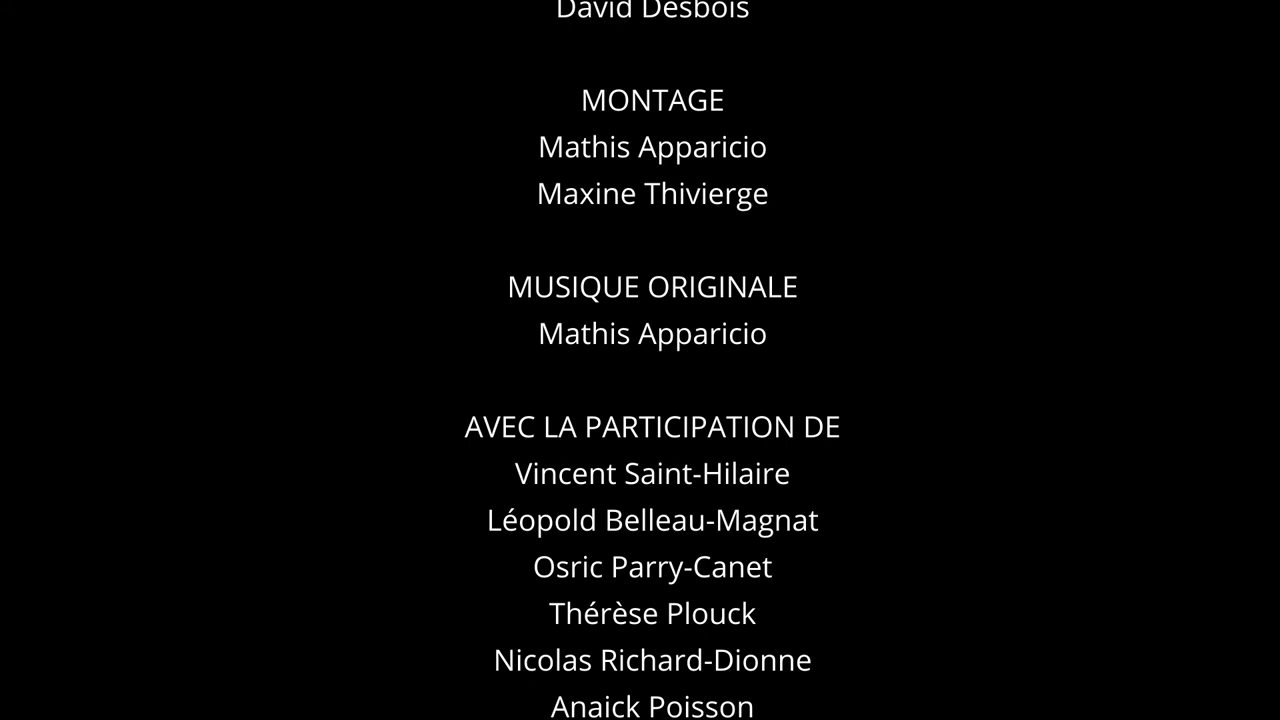 David Desbois
MONTAGE
Mathis Apparicio
Maxine Thivierge
MUSIQUE ORIGINALE
Mathis Apparicio
AVEC LA PARTICIPATION DE
Vincent Saint-Hilaire
Léopold Belleau-Magnat
Osric Parry-Canet
Thérèse Plouck
Nicolas Richard-Dionne
Anaick Poisson